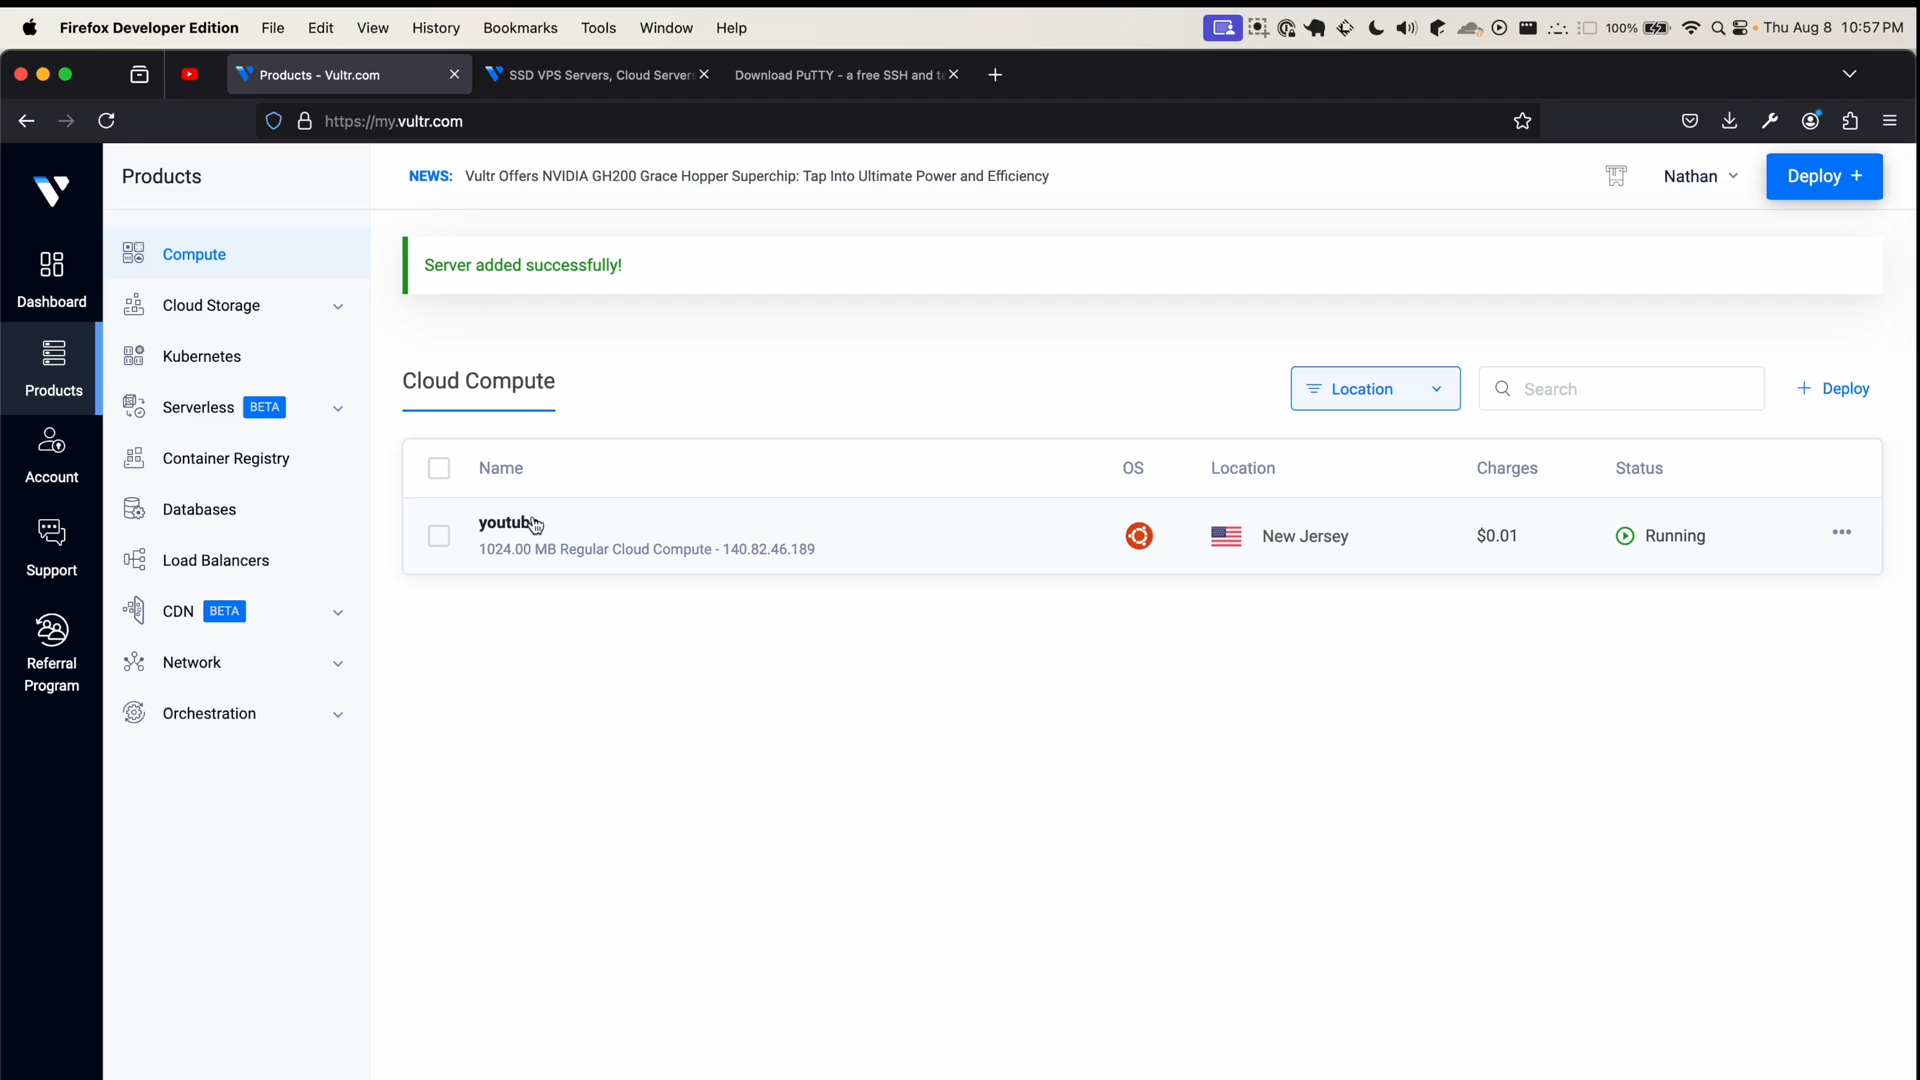 Firefox Developer Edition File Edit View History Bookmarks Tools Window Help 100% Thu Aug 8 10:57 PM
Products - Vultr.com SSD VPS Servers, Cloud Server Download PuTTY - a free SSH and te
https://my.vultr.com
Products
NEWS: Vultr Offers NVIDIA GH200 Grace Hopper Superchip: Tap Into Ultimate Power and Efficiency
Nathan
Deploy +
Dashboard
Products
Account
Support
Referral
Program
Compute
Cloud Storage
Kubernetes
Serverless BETA
Container Registry
Databases
Load Balancers
CDN BETA
Network
Orchestration
Server added successfully!
Cloud Compute
Location
Search
+ Deploy
Name OS Location Charges Status
youtub
1024.00 MB Regular Cloud Compute - 140.82.46.189
New Jersey $0.01 Running